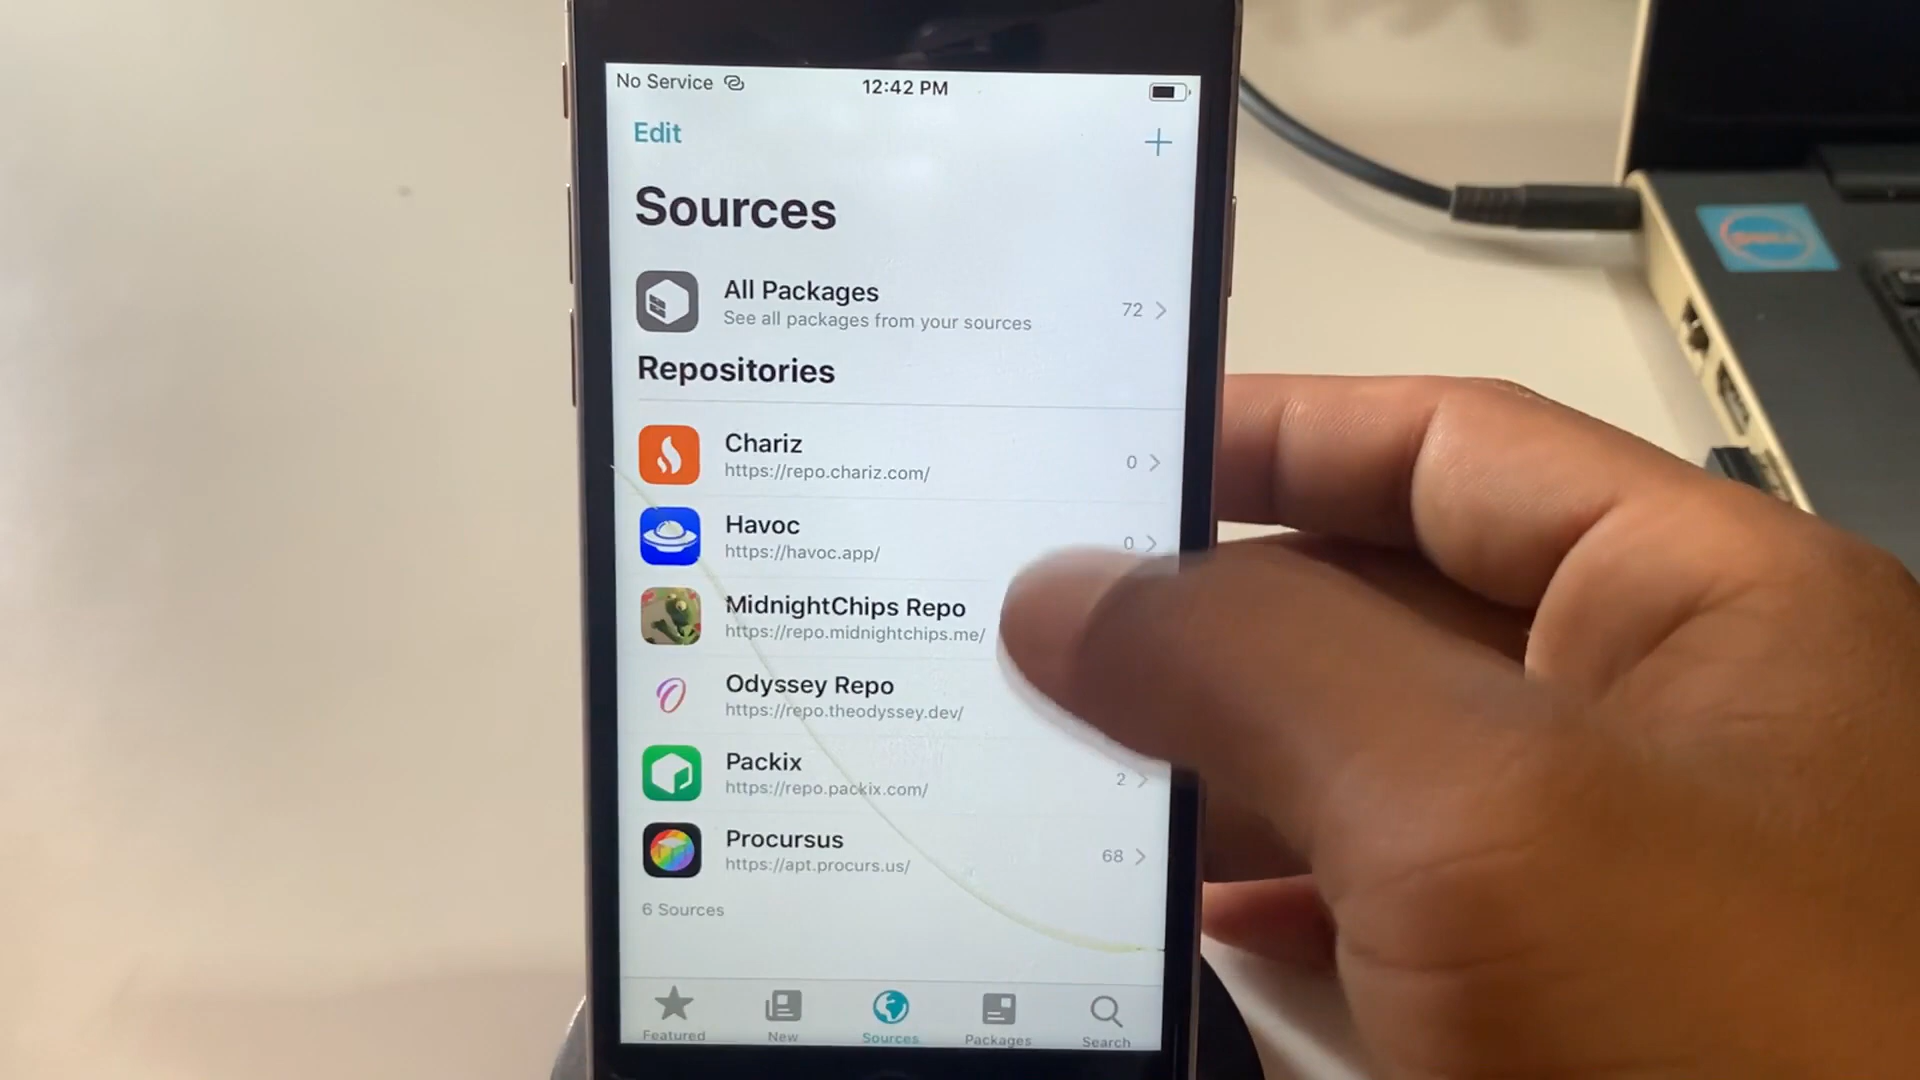 No Service
12:42 PM
Edit
Sources
All Packages
See all packages from your sources
72
Repositories
Chariz
https://repo.chariz.com/
0
Havoc
https://havoc.app/
0
MidnightChips Repo
https://repo.midnightchips.me/
Odyssey Repo
https://repo.theodyssey.dev/
Packix
https://repo.packix.com/
2
Procursus
https://apt.procurs.us/
68
6 Sources
Featured
New
Sources
Packages
Search